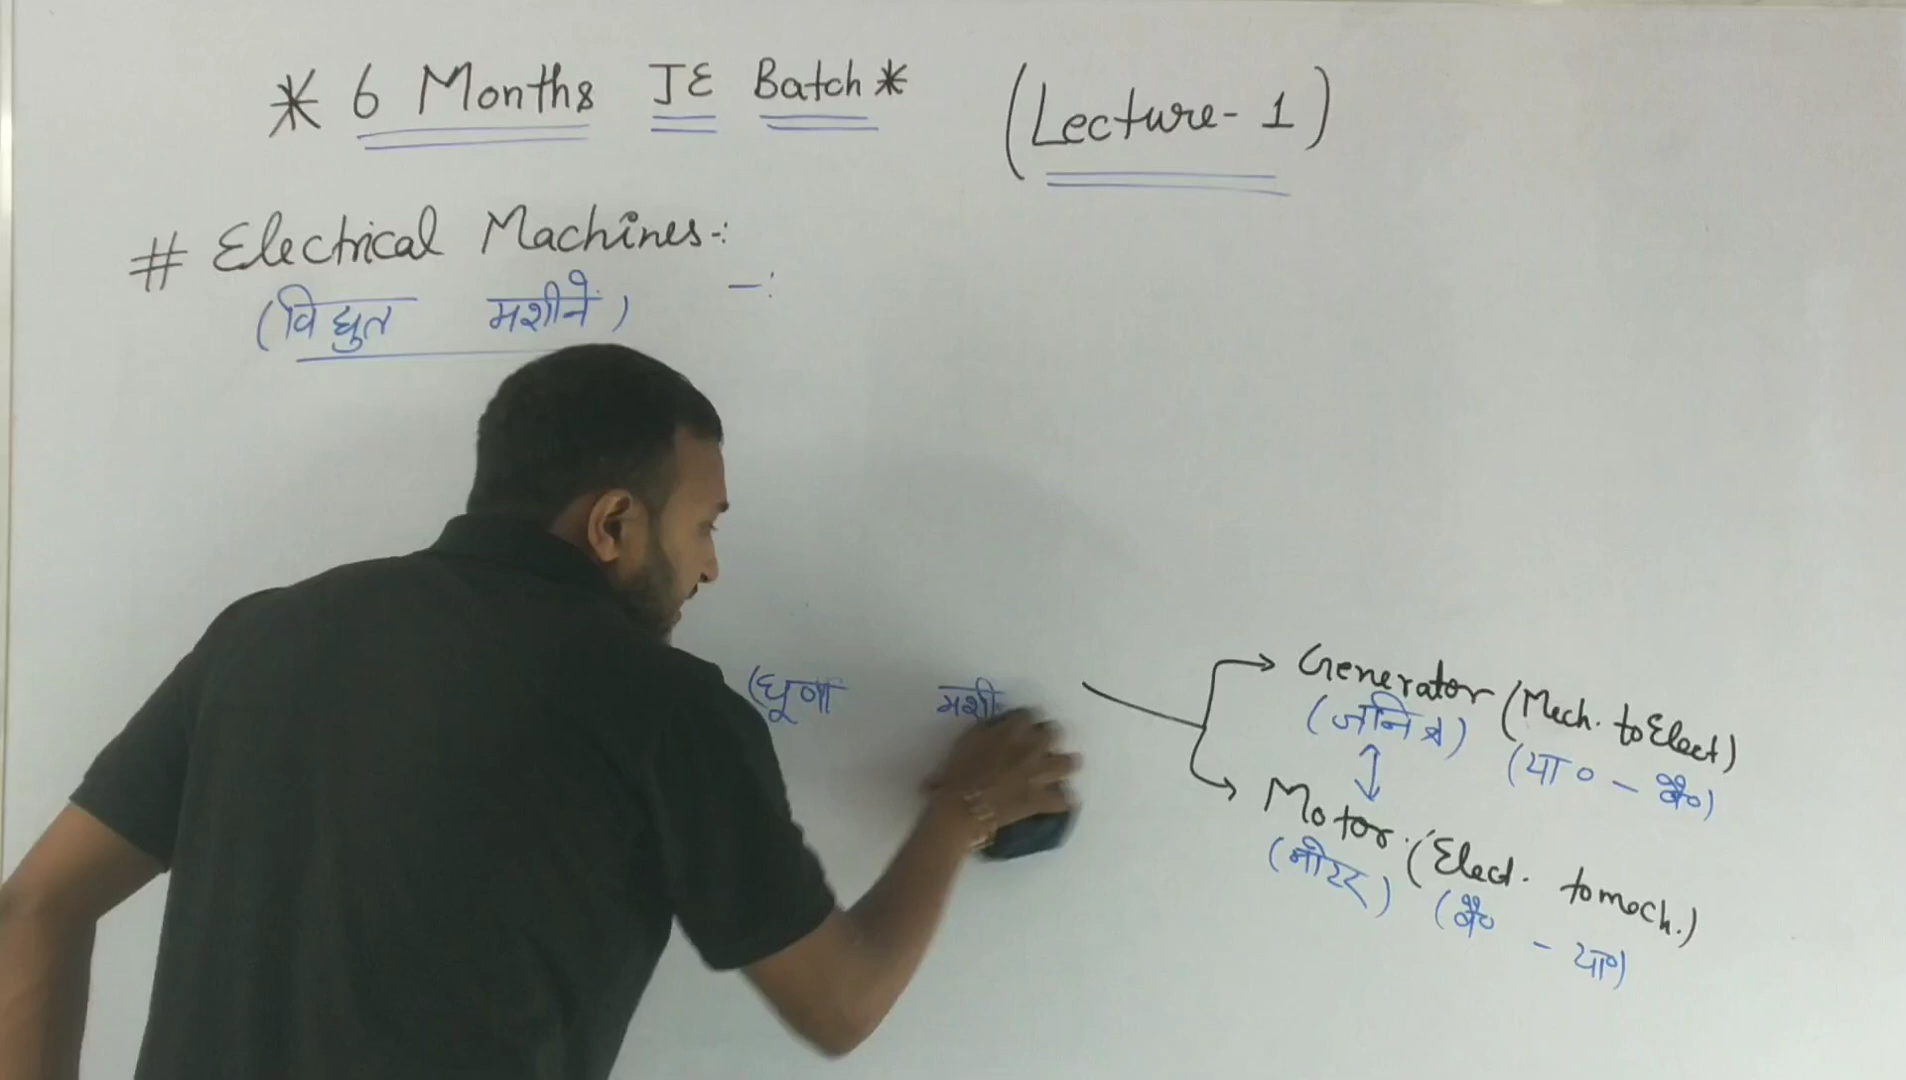 * 6 Months JE Batch * (Lecture-1)
# Electrical Machines-:
(विद्युत मशीनें) -:
(घूर्णी मशी
Generator (Mech. to Elect)
(जनित्र) (या० - वै०)
Motor. (Elect. to mech.)
(मोटर) (वै० - या०)